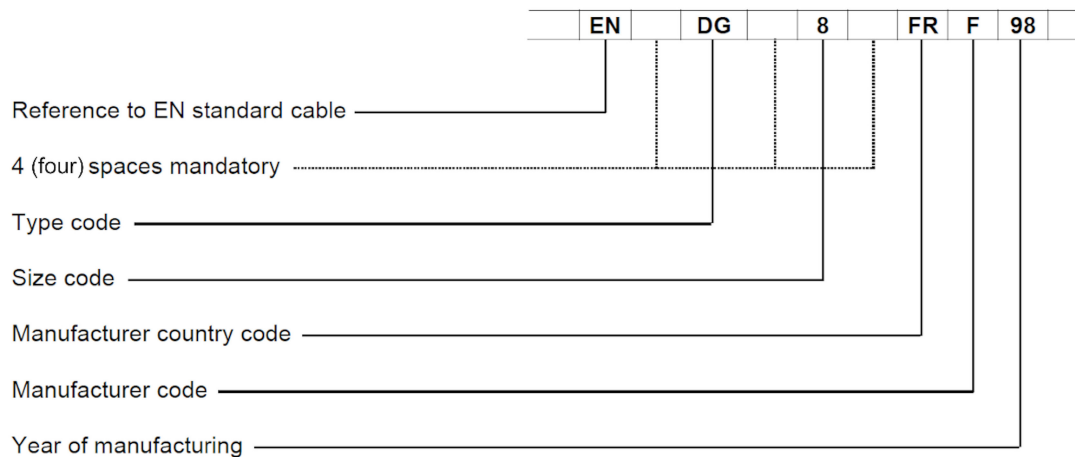 EN DG 8 FR F 98
Reference to EN standard cable
4 (four) spaces mandatory
Type code
Size code
Manufacturer country code
Manufacturer code
Year of manufacturing